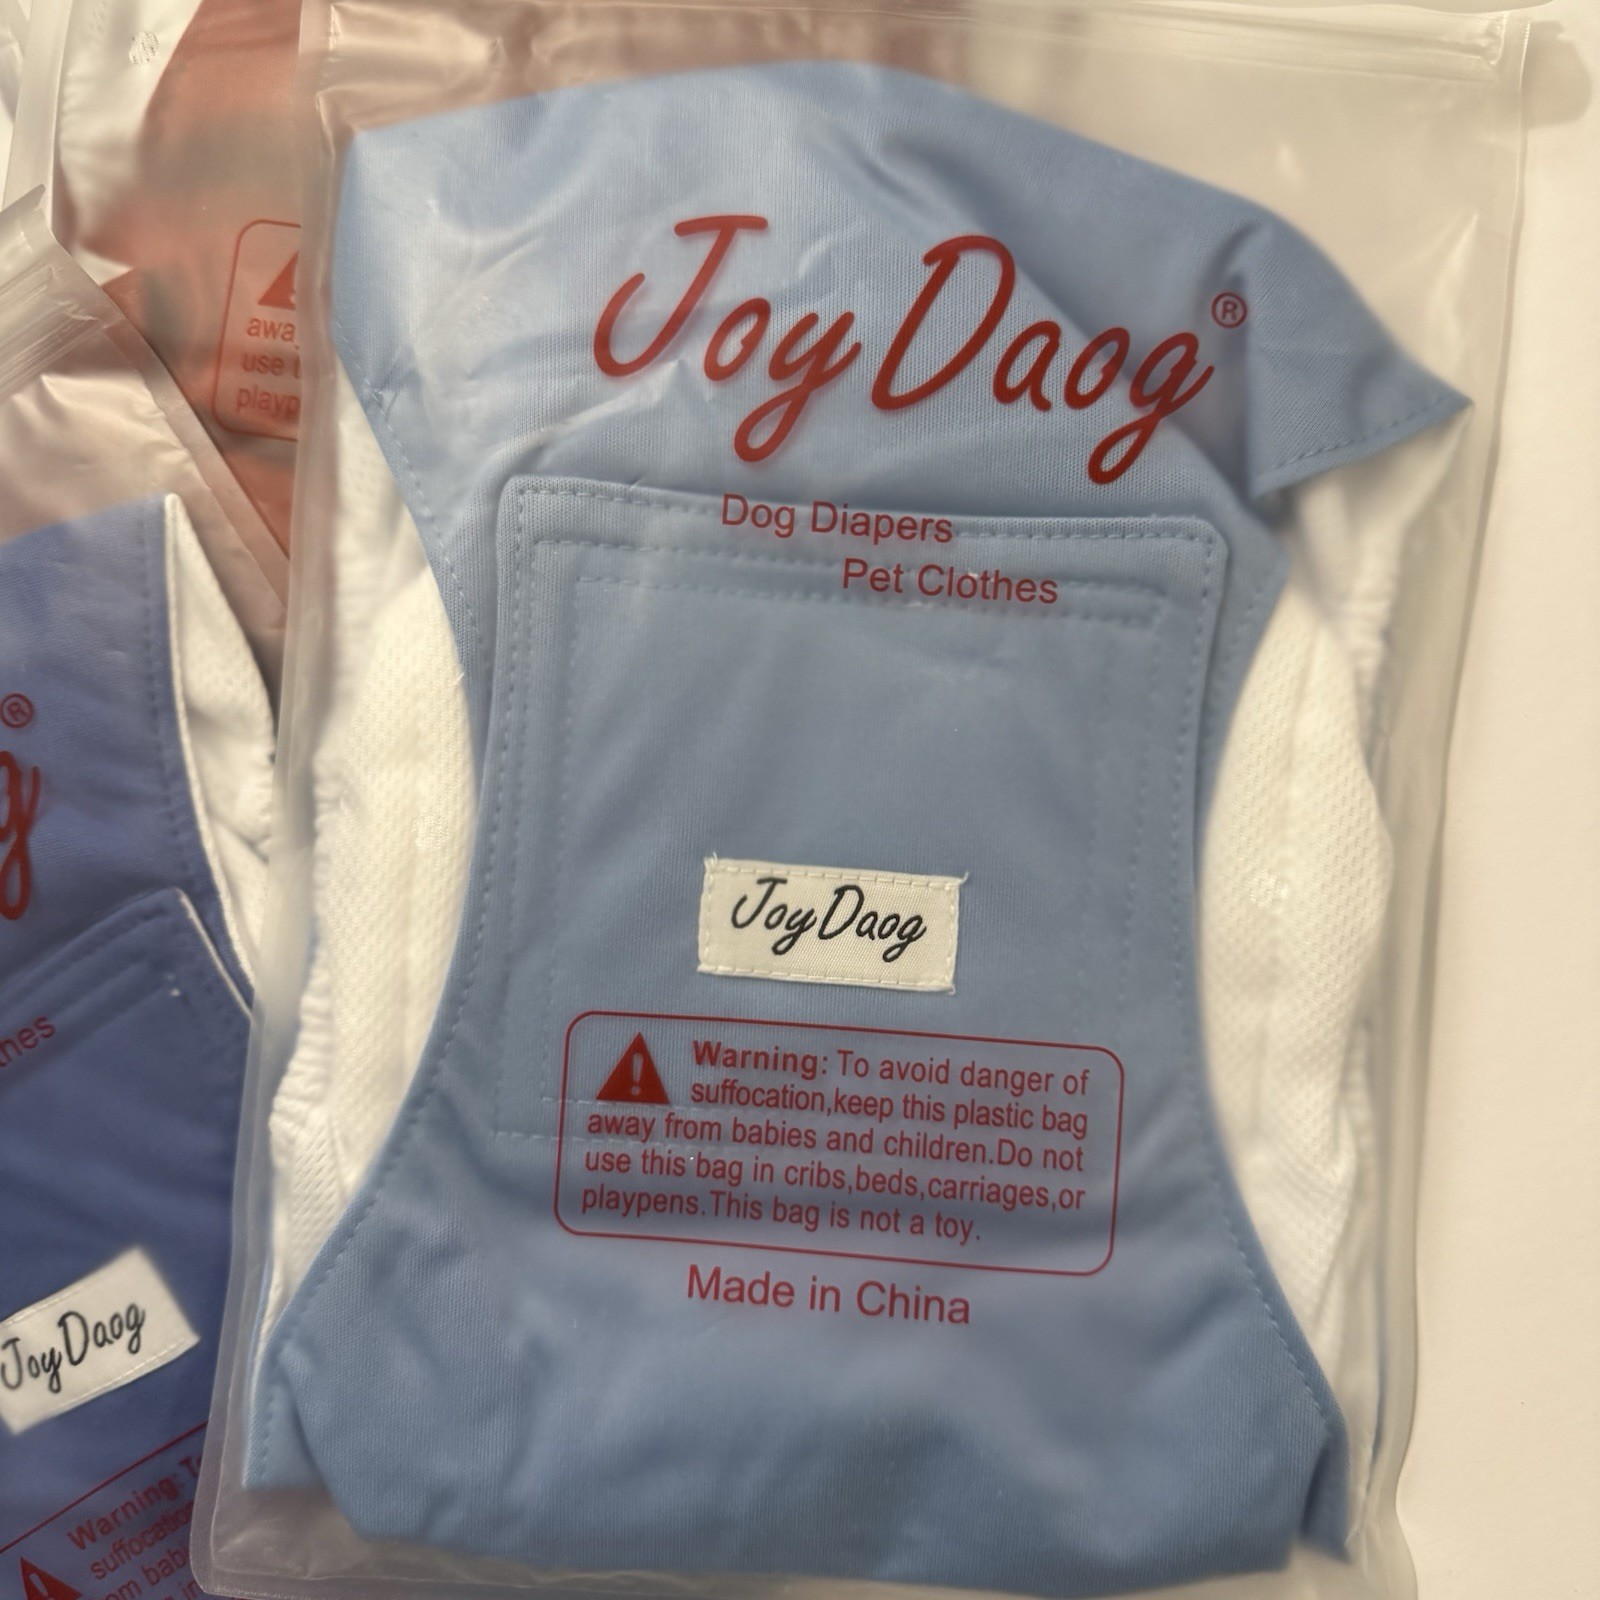 JoyDaog®
Dog Diapers
Pet Clothes
JoyDaog
Warning: To avoid danger of
suffocation,keep this plastic bag
away from babies and children.Do not
use this bag in cribs,beds,carriages,or
playpens.This bag is not a toy.
Made in China
use
g®
JoyDaog
Warning: